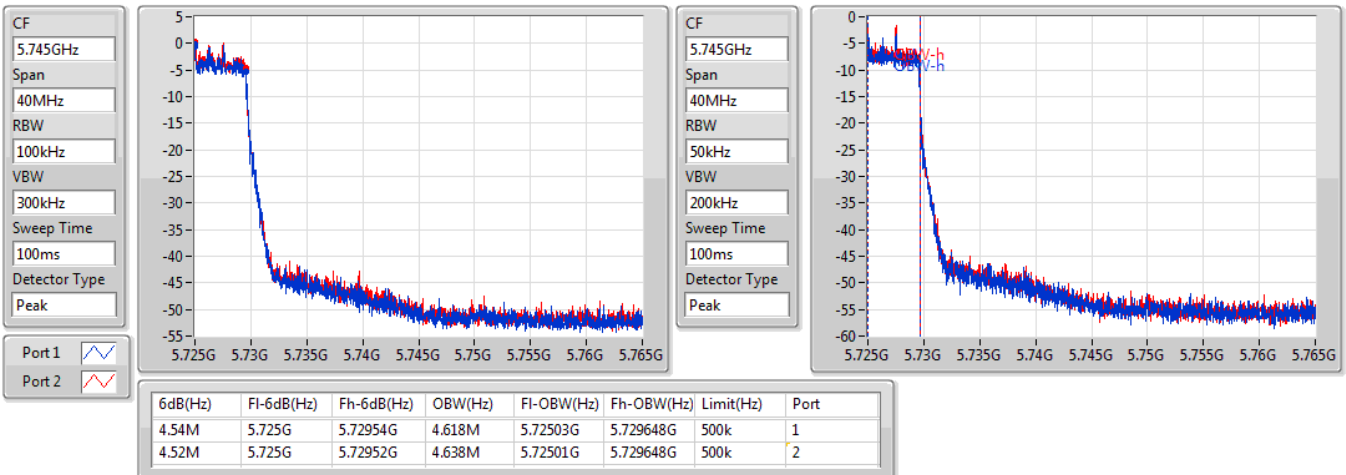 CF
5.745GHz
Span
40MHz
RBW
100kHz
VBW
300kHz
Sweep Time
100ms
Detector Type
Peak
Port 1
Port 2
5
0
-5
-10
-15
-20
-25
-30
-35
-40
-45
-50
-55
5.725G 5.73G 5.735G 5.74G 5.745G 5.75G 5.755G 5.76G 5.765G
CF
5.745GHz
Span
40MHz
RBW
50kHz
VBW
200kHz
Sweep Time
100ms
Detector Type
Peak
0
-5
-10
-15
-20
-25
-30
-35
-40
-45
-50
-55
-60
OBW-h
OBW-h
5.725G 5.73G 5.735G 5.74G 5.745G 5.75G 5.755G 5.76G 5.765G
6dB(Hz) Fl-6dB(Hz) Fh-6dB(Hz) OBW(Hz) Fl-OBW(Hz) Fh-OBW(Hz) Limit(Hz) Port
4.54M 5.725G 5.72954G 4.618M 5.72503G 5.729648G 500k 1
4.52M 5.725G 5.72952G 4.638M 5.72501G 5.729648G 500k 2